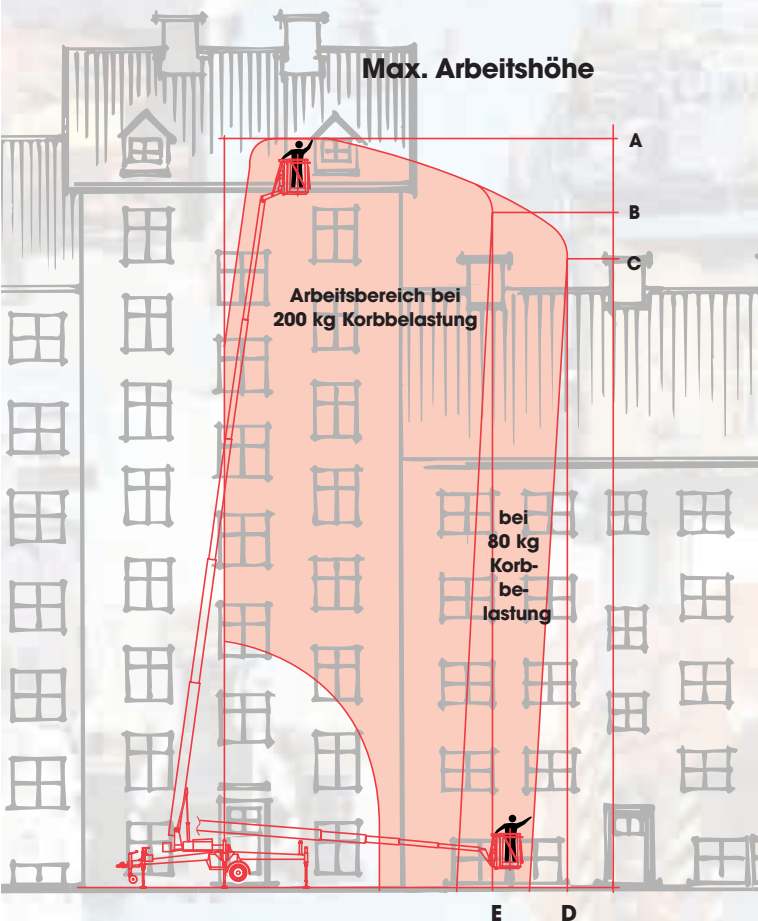 Max. Arbeitshöhe
A
B
C
Arbeitsbereich bei
200 kg Korbbelastung
bei
80 kg
Korb-
be-
lastung
E
D